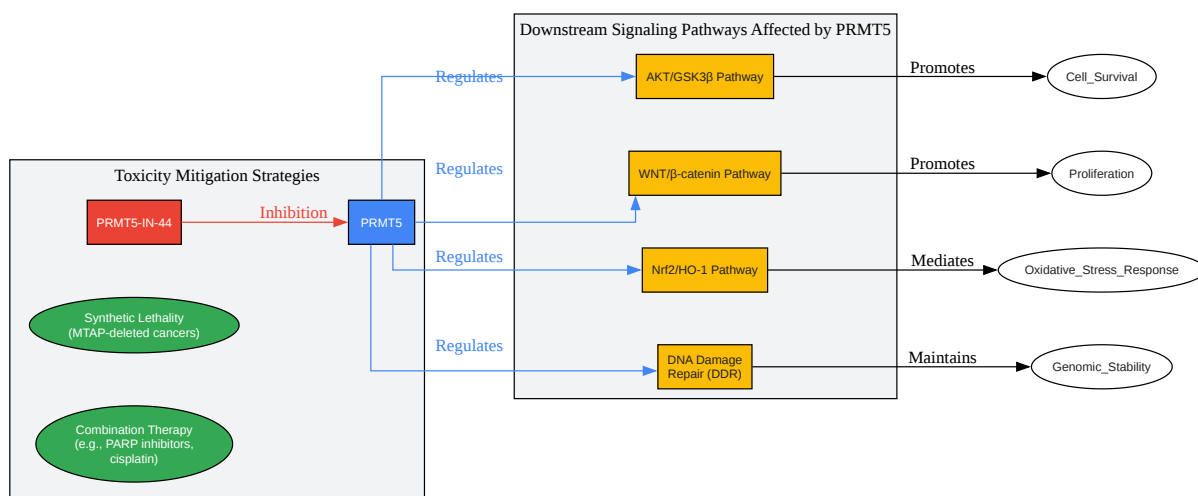 Downstream Signaling Pathways Affected by PRMT5
Regulates
AKT/GSK3β Pathway
Promotes
Cell_Survival
Toxicity Mitigation Strategies
Regulates
WNT/β-catenin Pathway
Promotes
Proliferation
PRMT5-IN-44
Inhibition
PRMT5
Regulates
Nrf2/HO-1 Pathway
Mediates
Oxidative_Stress_Response
Synthetic Lethality
(MTAP-deleted cancers)
Regulates
DNA Damage
Repair (DDR)
Maintains
Genomic_Stability
Combination Therapy
(e.g., PARP inhibitors,
cisplatin)